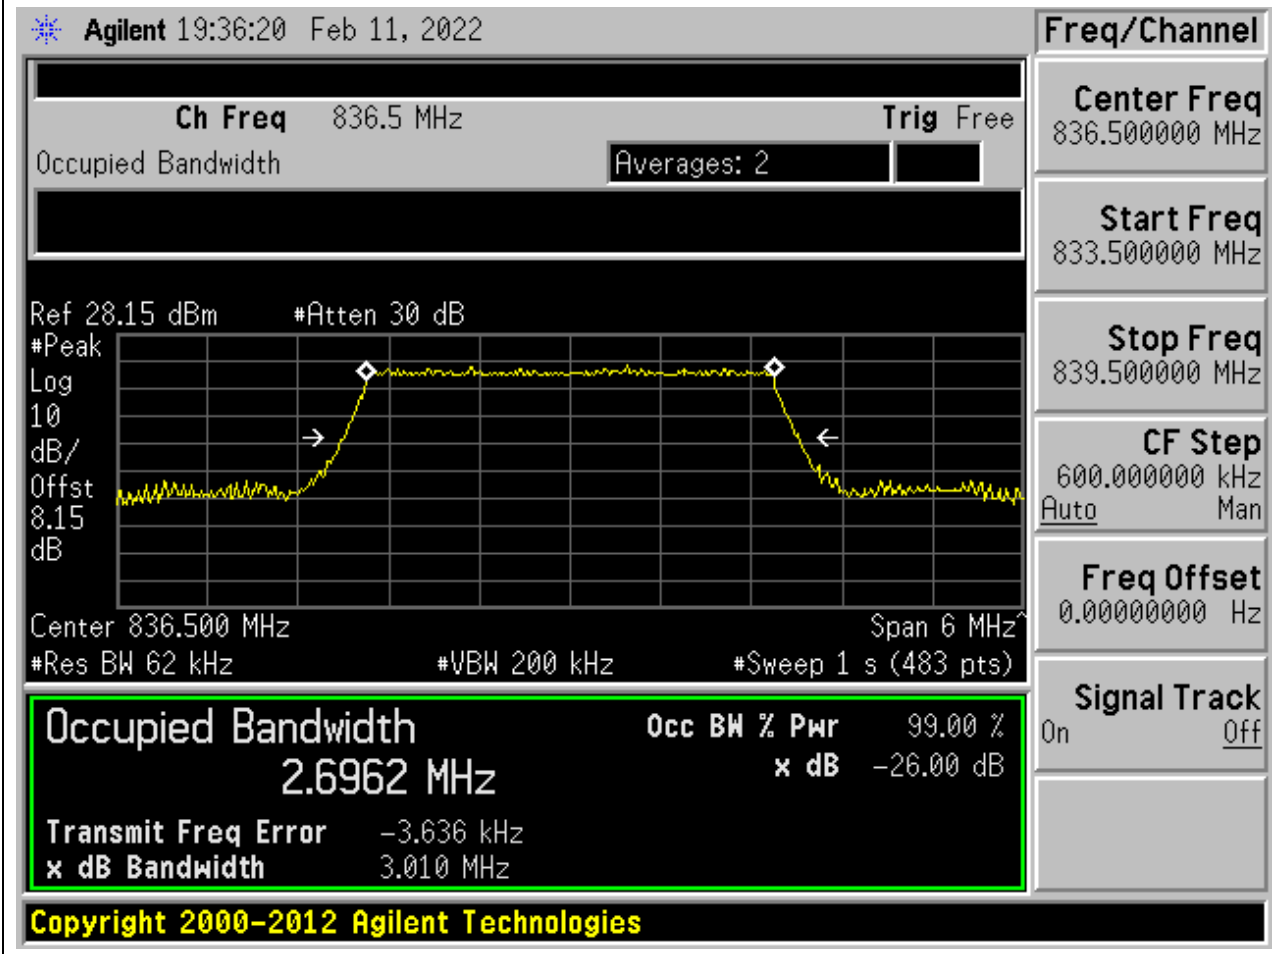 Agilent 19:36:20 Feb 11, 2022
Freq/Channel
Ch Freq 836.5 MHz Trig Free
Occupied Bandwidth Averages: 2
Center Freq
836.500000 MHz
Start Freq
833.500000 MHz
Stop Freq
839.500000 MHz
CF Step
600.000000 kHz
Auto Man
Freq Offset
0.00000000 Hz
Signal Track
On Off
Ref 28.15 dBm #Atten 30 dB
#Peak
Log
10
dB/
Offst
8.15
dB
Center 836.500 MHz Span 6 MHz^
#Res BW 62 kHz #VBW 200 kHz #Sweep 1 s (483 pts)
Occupied Bandwidth Occ BW % Pwr 99.00 %
2.6962 MHz x dB -26.00 dB
Transmit Freq Error -3.636 kHz
x dB Bandwidth 3.010 MHz
Copyright 2000-2012 Agilent Technologies